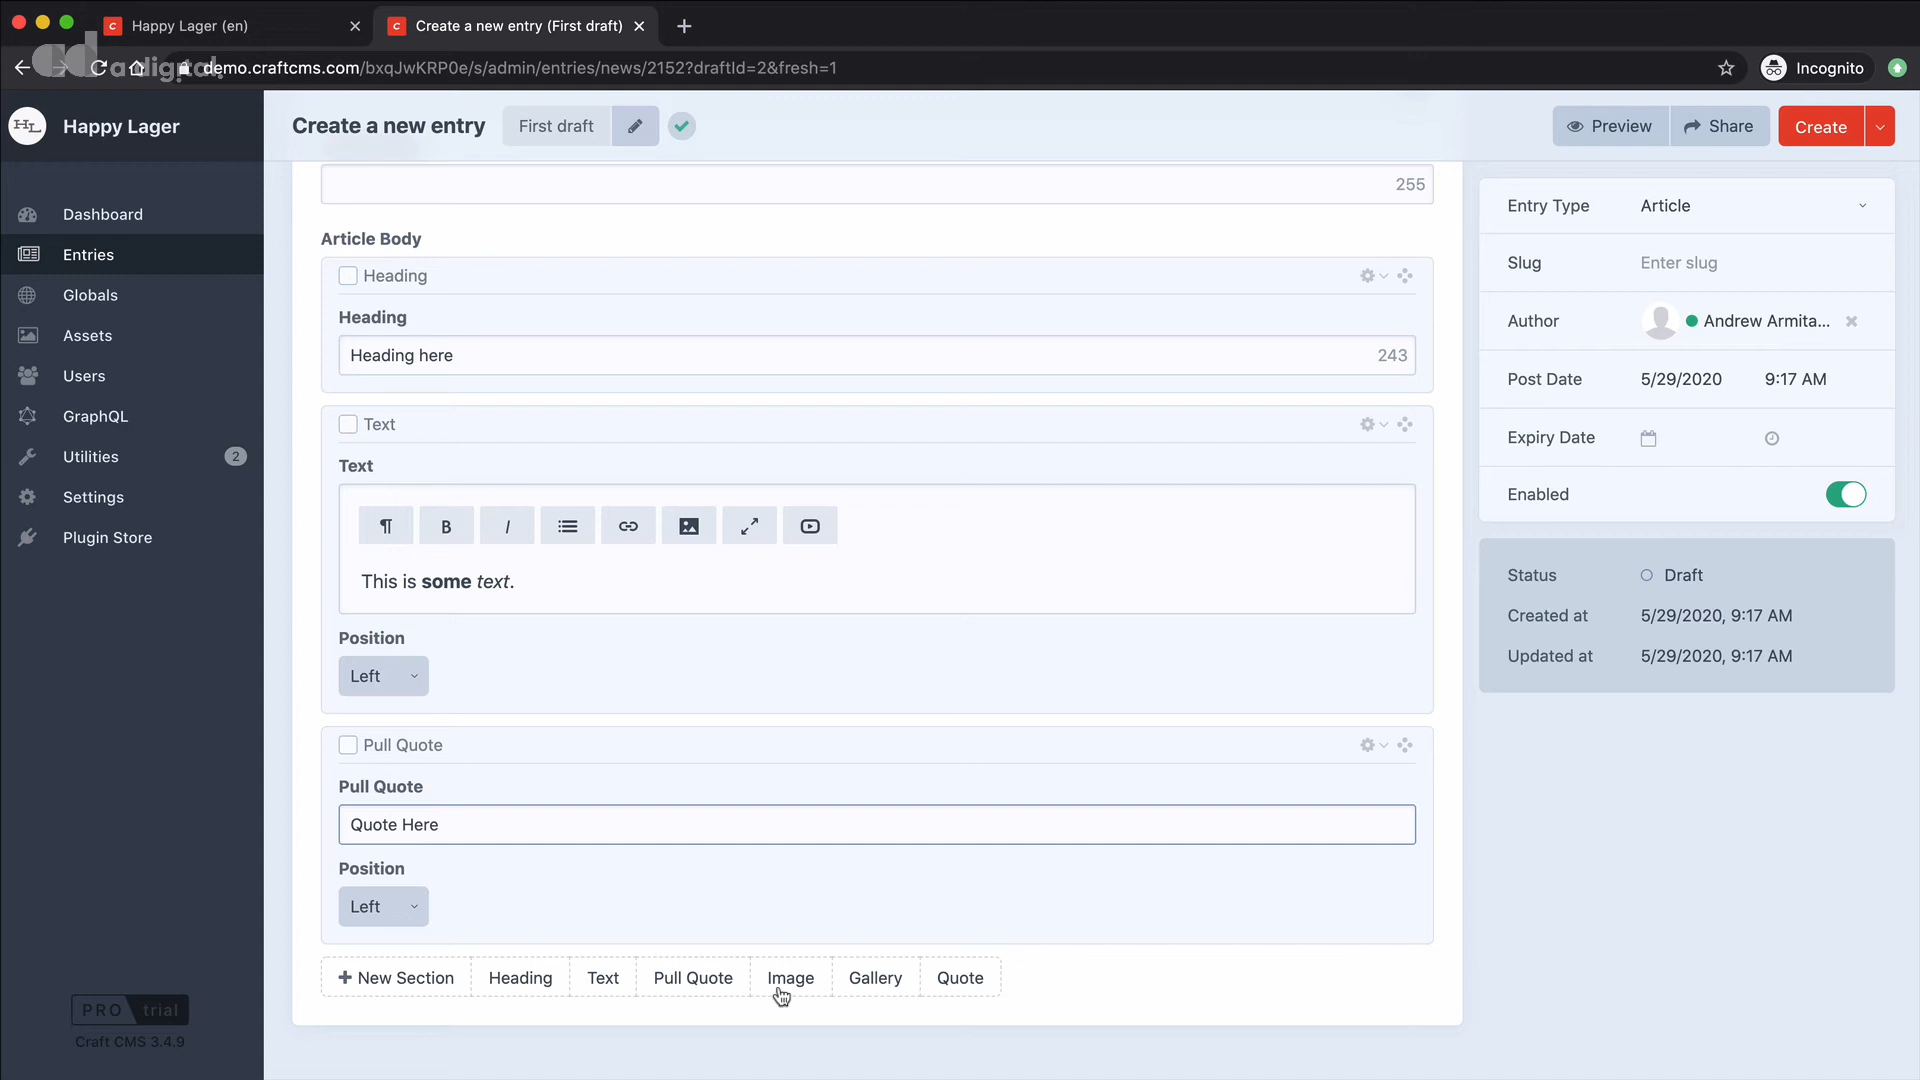 Happy Lager (en)
Create a new entry (First draft)
adigital.
demo.craftcms.com/bxqJwKRP0e/s/admin/entries/news/2152?draftId=2&fresh=1
Incognito
HL
Happy Lager
Create a new entry
First draft
Preview
Share
Create
Dashboard
Entries
Globals
Assets
Users
GraphQL
Utilities
2
Settings
Plugin Store
PRO trial
Craft CMS 3.4.9
255
Article Body
Heading
Heading
Heading here
243
Text
Text
B
I
This is some text.
Position
Left
Pull Quote
Pull Quote
Quote Here
Position
Left
New Section
Heading
Text
Pull Quote
Image
Gallery
Quote
Entry Type
Article
Slug
Enter slug
Author
Andrew Armita...
Post Date
5/29/2020
9:17 AM
Expiry Date
Enabled
Status
Draft
Created at
5/29/2020, 9:17 AM
Updated at
5/29/2020, 9:17 AM